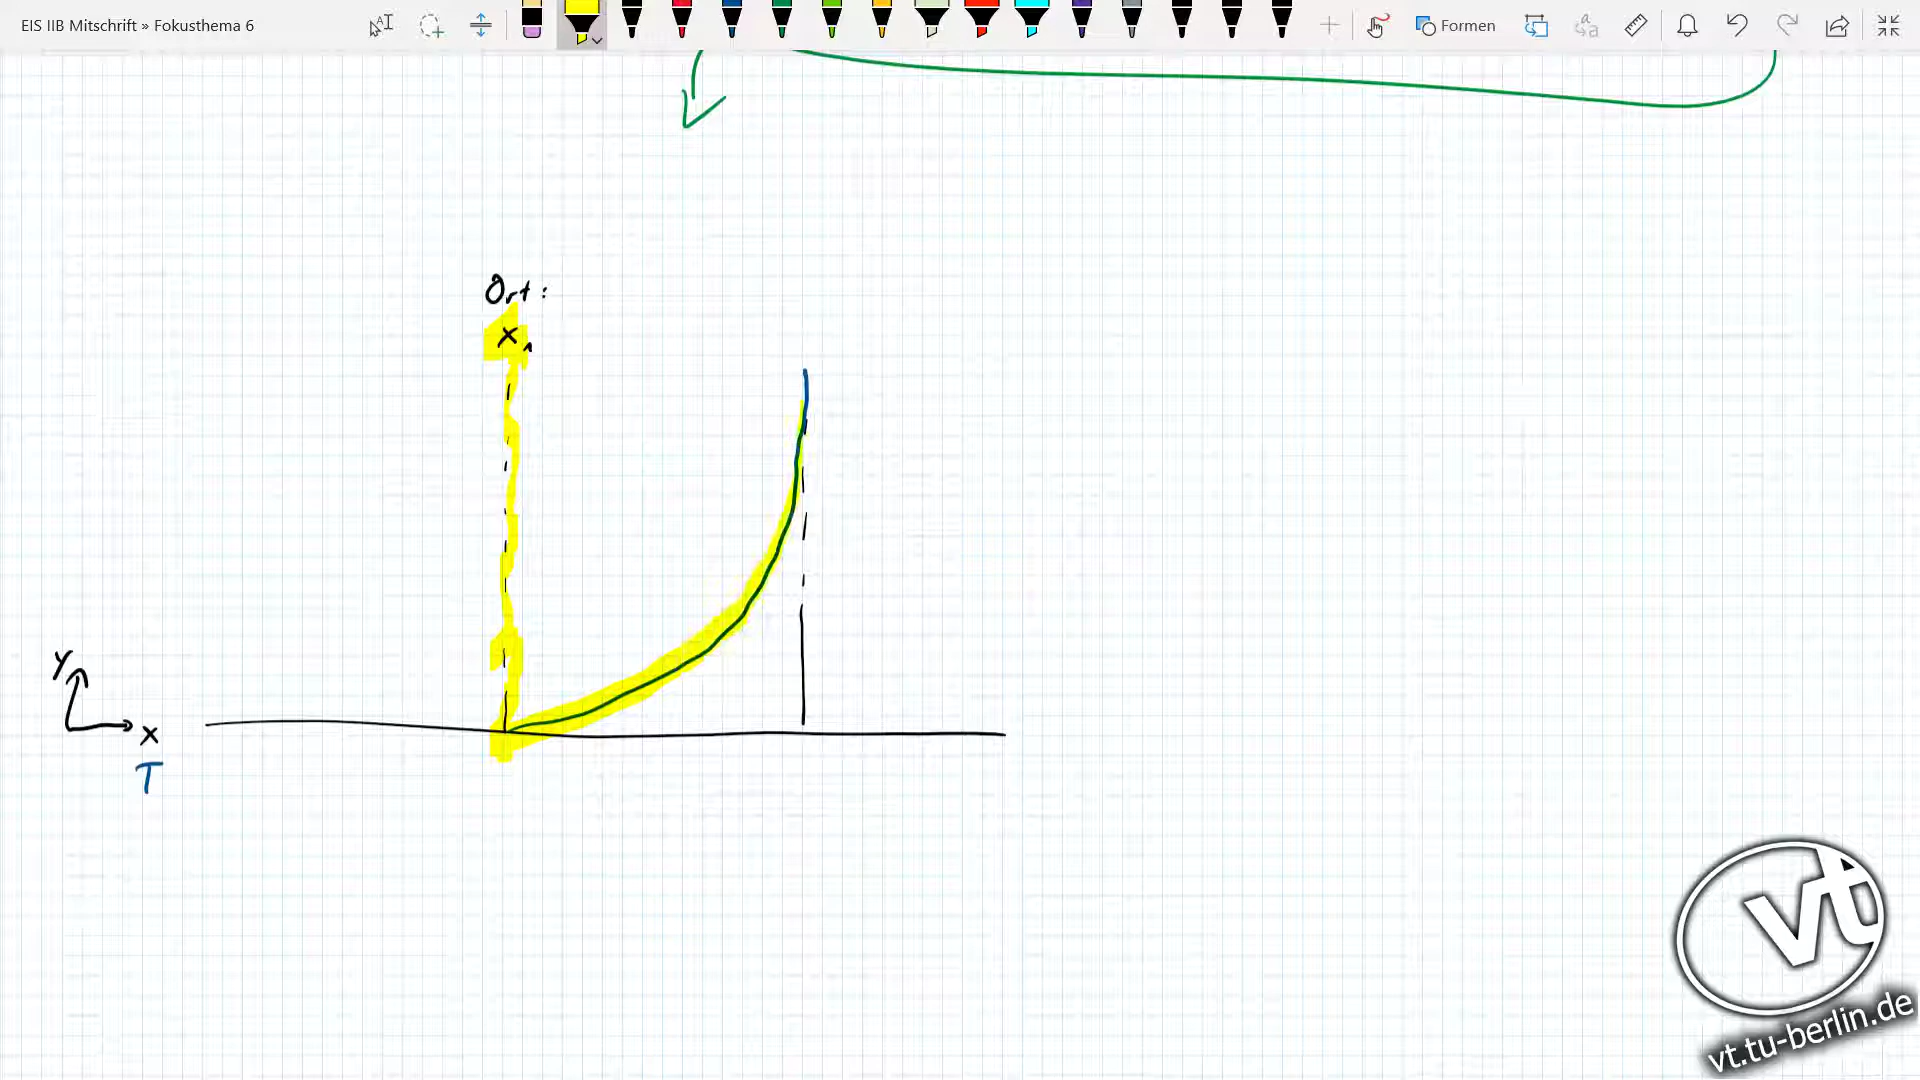 EIS IIB Mitschrift » Fokusthema 6
Formen
Ort:
x₁
y
x
T
vt
vt.tu-berlin.de